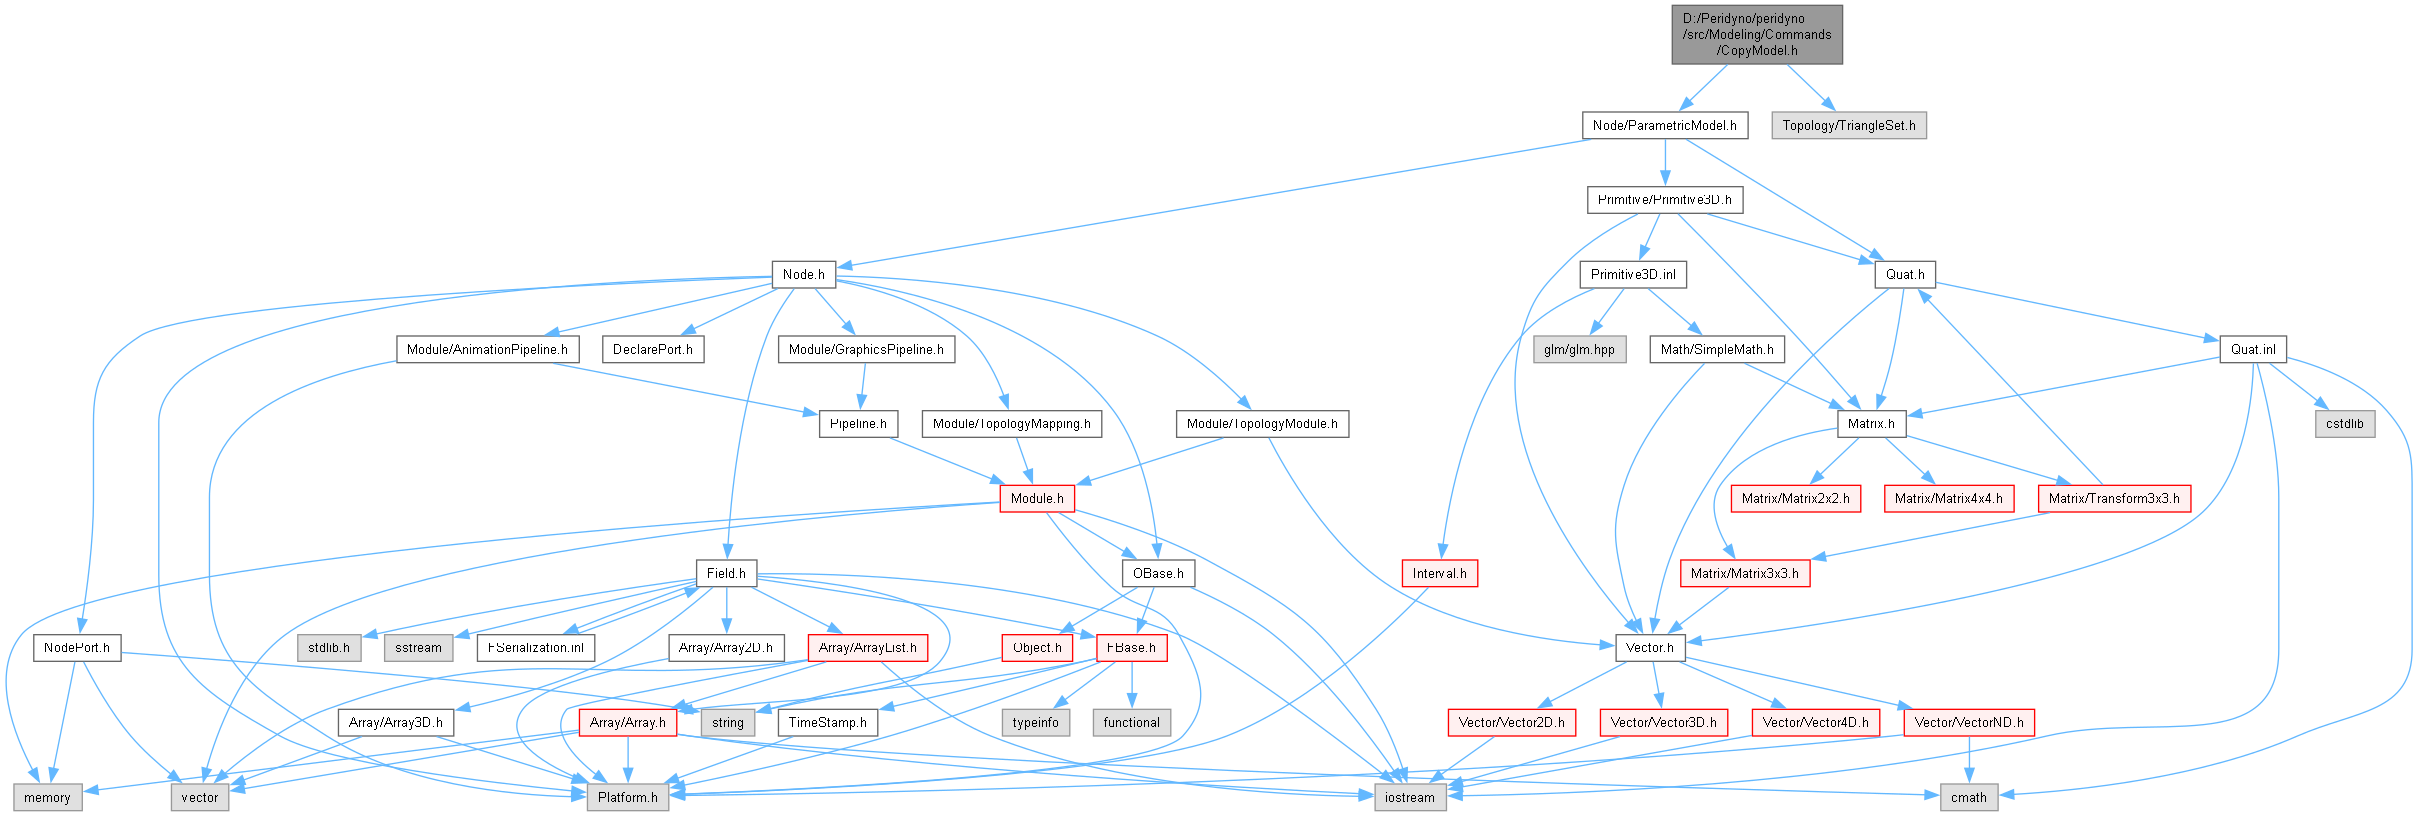 D:/Peridyno/peridyno
/src/Modeling/Commands
/CopyModel.h
Node/ParametricModel.h
Topology/TriangleSet.h
Primitive/Primitive3D.h
Node.h
Primitive3D.inl
Quat.h
Module/AnimationPipeline.h
DeclarePort.h
Module/GraphicsPipeline.h
glm/glm.hpp
Math/SimpleMath.h
Quat.inl
Pipeline.h
Module/TopologyMapping.h
Module/TopologyModule.h
Matrix.h
cstdlib
Module.h
Matrix/Matrix2x2.h
Matrix/Matrix4x4.h
Matrix/Transform3x3.h
Field.h
OBase.h
Interval.h
Matrix/Matrix3x3.h
NodePort.h
stdlib.h
sstream
FSerialization.inl
Array/Array2D.h
Array/ArrayList.h
Object.h
FBase.h
Vector.h
Array/Array3D.h
Array/Array.h
string
TimeStamp.h
typeinfo
functional
Vector/Vector2D.h
Vector/Vector3D.h
Vector/Vector4D.h
Vector/VectorND.h
memory
vector
Platform.h
iostream
cmath